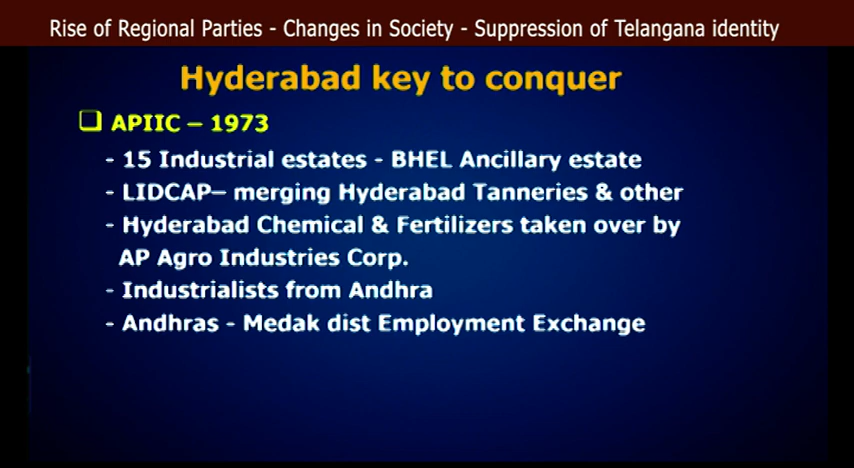 Rise of Regional Parties - Changes in Society - Suppression of Telangana identity
Hyderabad key to conquer
❑ APIIC – 1973
- 15 Industrial estates - BHEL Ancillary estate
- LIDCAP– merging Hyderabad Tanneries & other
- Hyderabad Chemical & Fertilizers taken over by
AP Agro Industries Corp.
- Industrialists from Andhra
- Andhras - Medak dist Employment Exchange